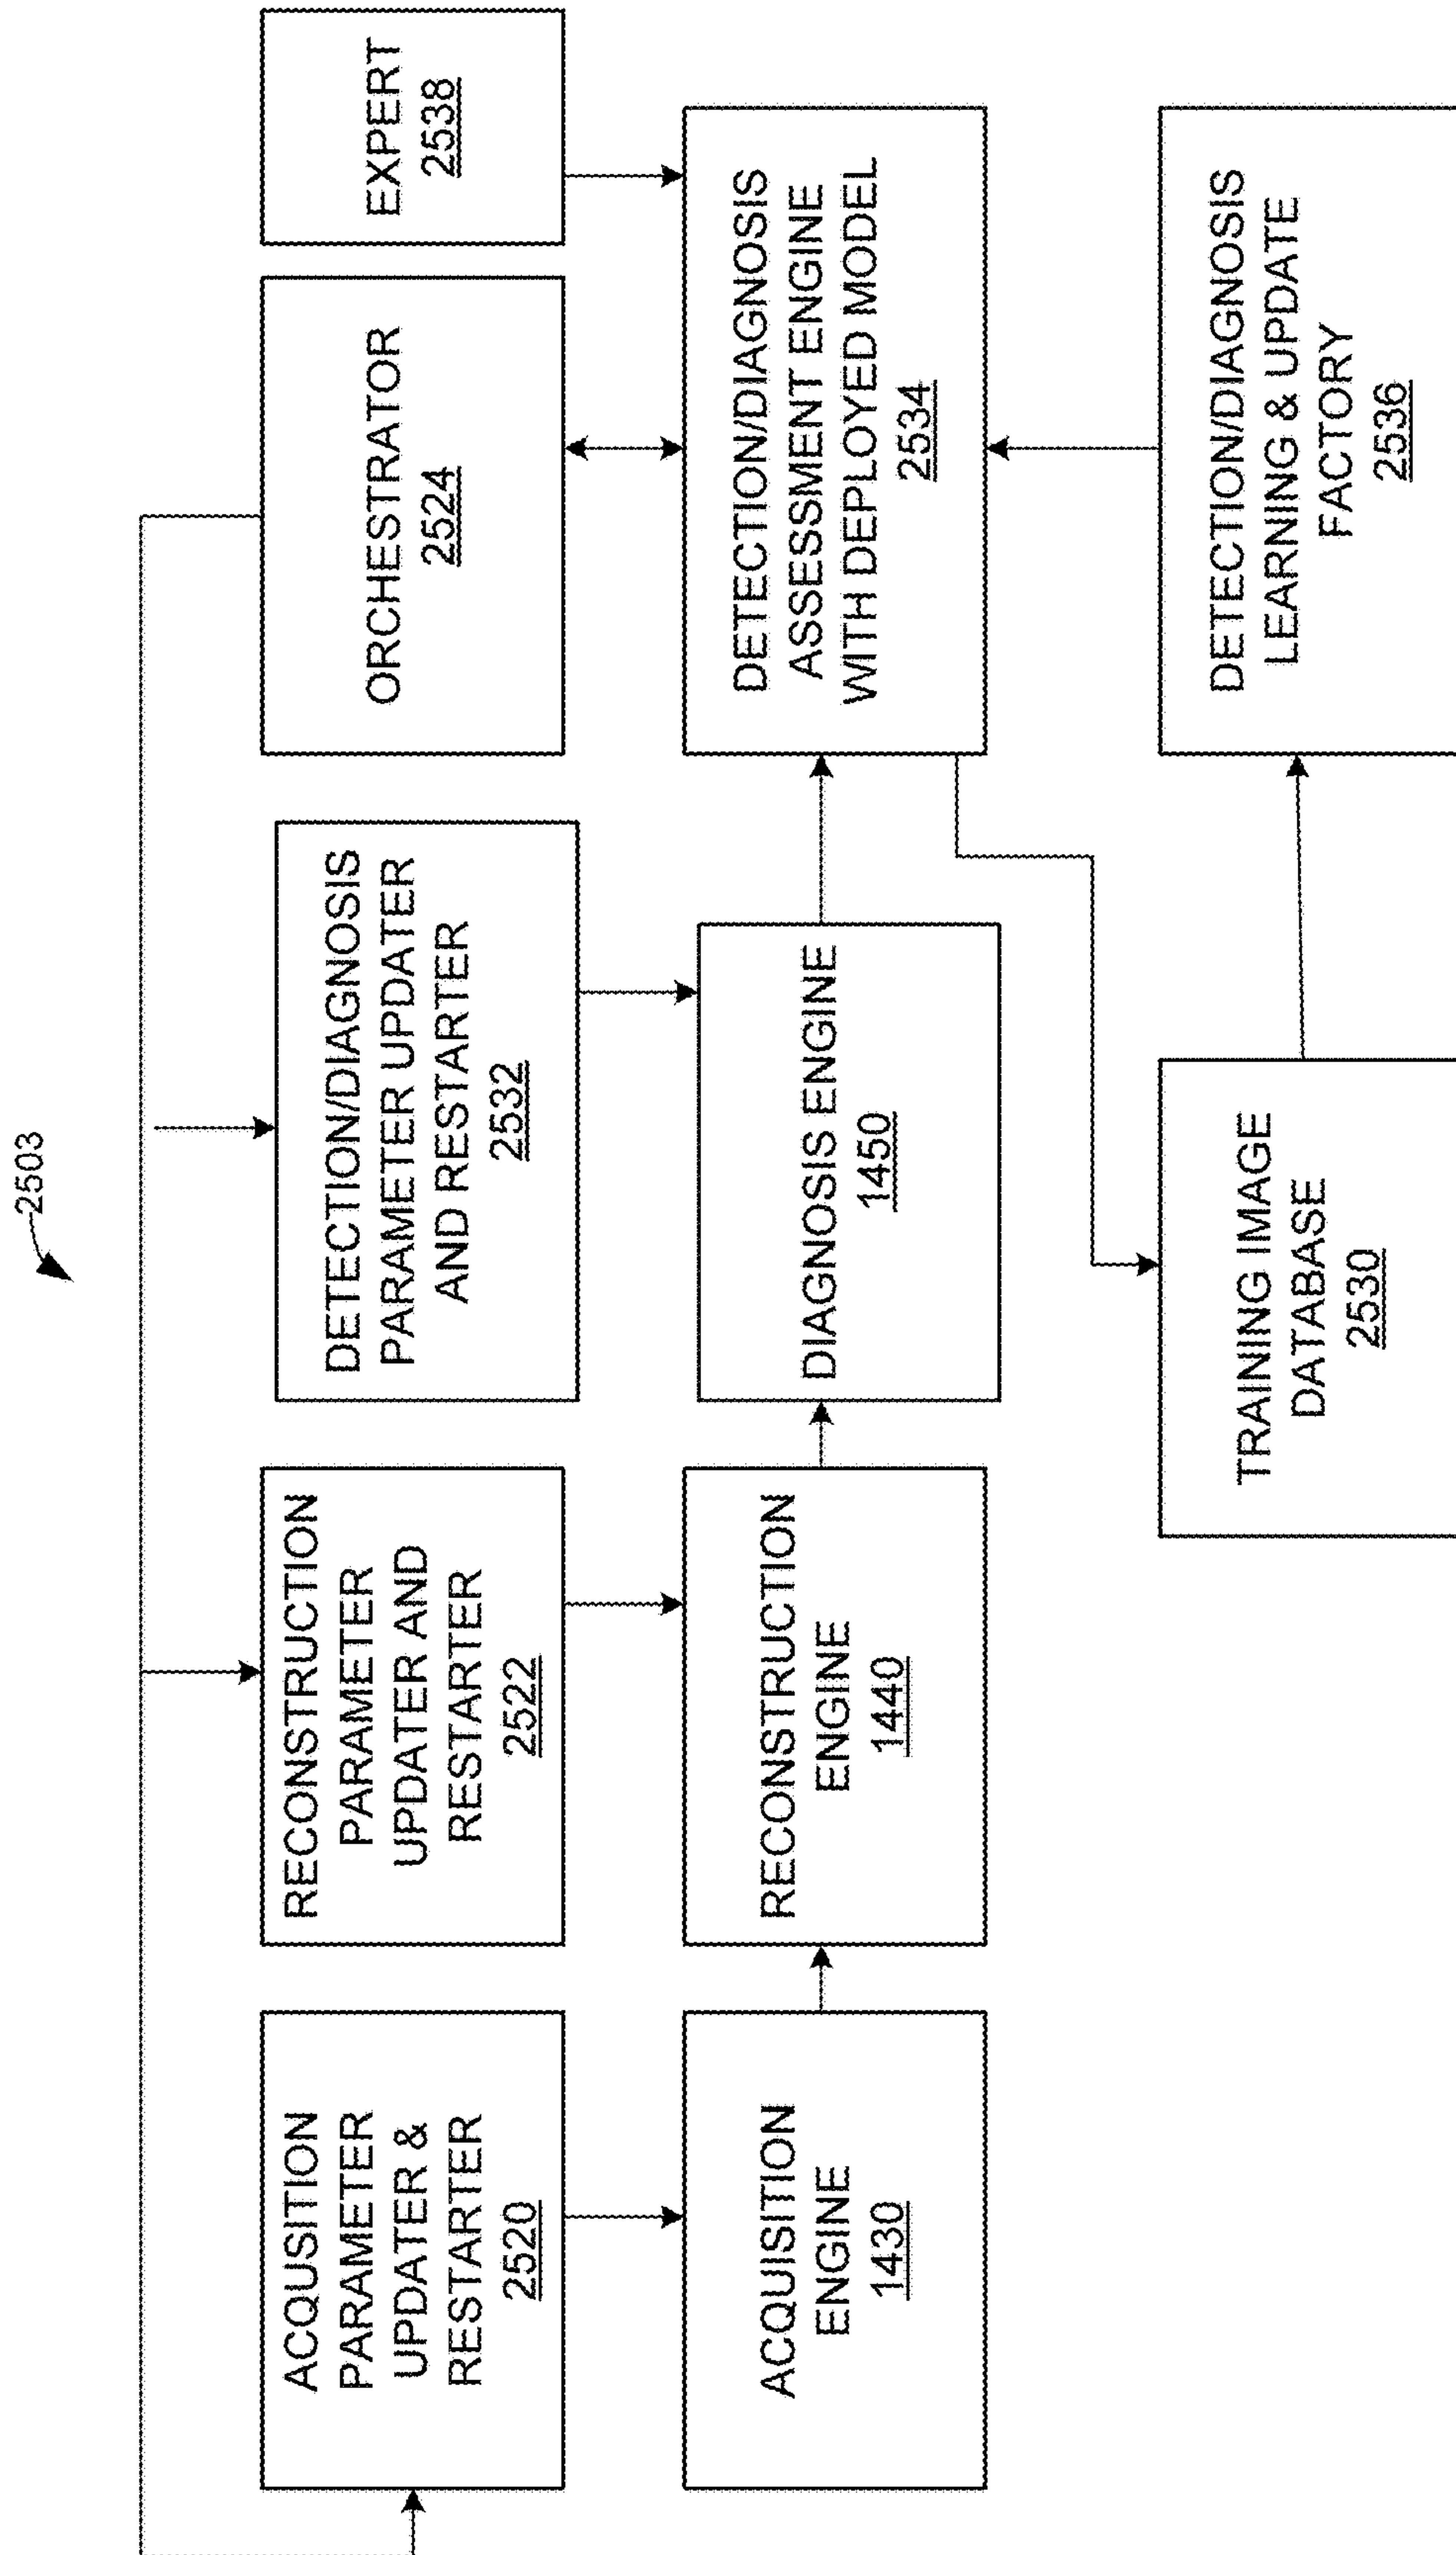 2503
ACQUSITION
PARAMETER
UPDATER &
RESTARTER
2520
RECONSTRUCTION
PARAMETER
UPDATER AND
RESTARTER
2522
DETECTION/DIAGNOSIS
PARAMETER UPDATER
AND RESTARTER
2532
ORCHESTRATOR
2524
EXPERT
2538
ACQUISITION
ENGINE
1430
RECONSTRUCTION
ENGINE
1440
DIAGNOSIS ENGINE
1450
DETECTION/DIAGNOSIS
ASSESSMENT ENGINE
WITH DEPLOYED MODEL
2534
TRAINING IMAGE
DATABASE
2530
DETECTION/DIAGNOSIS
LEARNING & UPDATE
FACTORY
2536